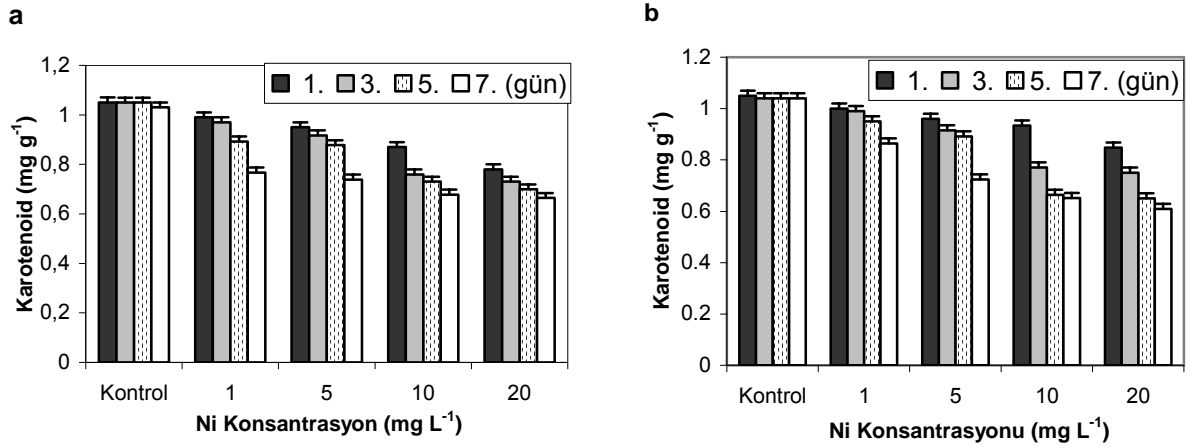 a
1,2
1
0,8
0,6
0,4
0,2
0
Karotenoid (mg g-1)
1. 3. 5. 7. (gün)
Kontrol 1 5 10 20
Ni Konsantrasyon (mg L-1)
b
1.2
1
0.8
0.6
0.4
0.2
0
Karotenoid (mg g-1)
1. 3. 5. 7. (gün)
Kontrol 1 5 10 20
Ni Konsantrasyonu (mg L-1)